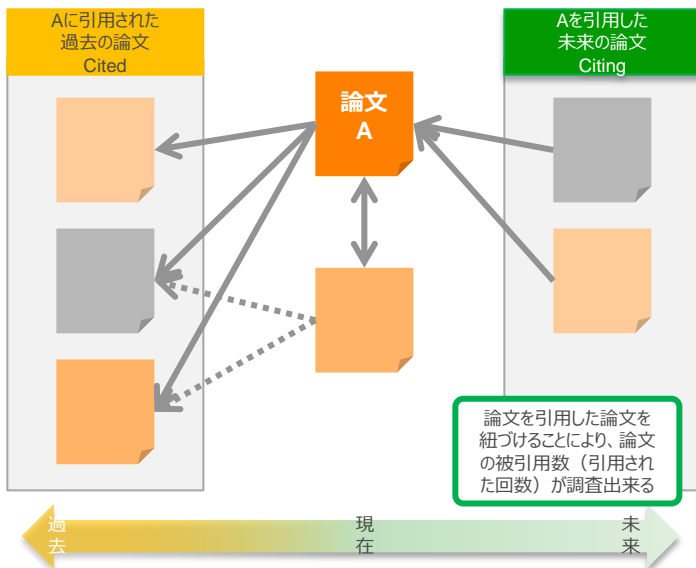 Aに引用された
過去の論文
Cited
Aを引用した
未来の論文
Citing
論文
A
論文を引用した論文を
紐づけることにより、論文
の被引用数（引用され
た回数）が調査出来る
過去
現在
未来